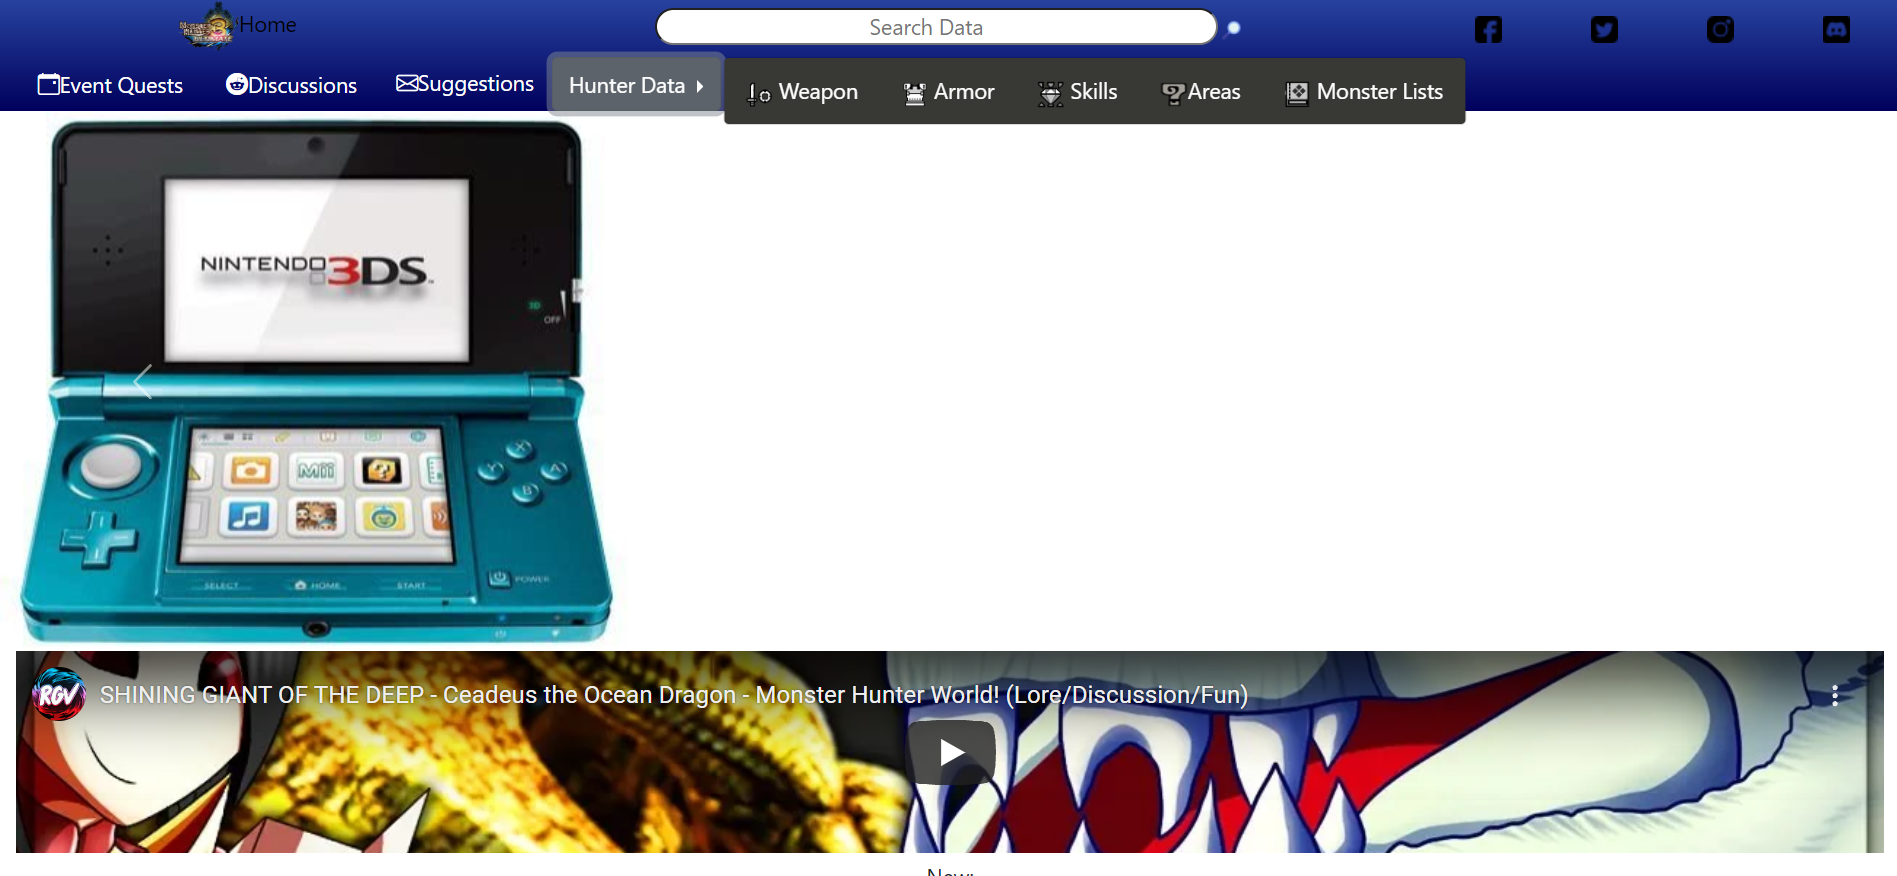 Home
Search Data
Event Quests
Discussions
Suggestions
Hunter Data
Weapon
Armor
Skills
Areas
Monster Lists
NINTENDO 3DS
3D
OFF
Mii
X
Y
A
B
SELECT
HOME
START
POWER
RGV
SHINING GIANT OF THE DEEP - Ceadeus the Ocean Dragon - Monster Hunter World! (Lore/Discussion/Fun)